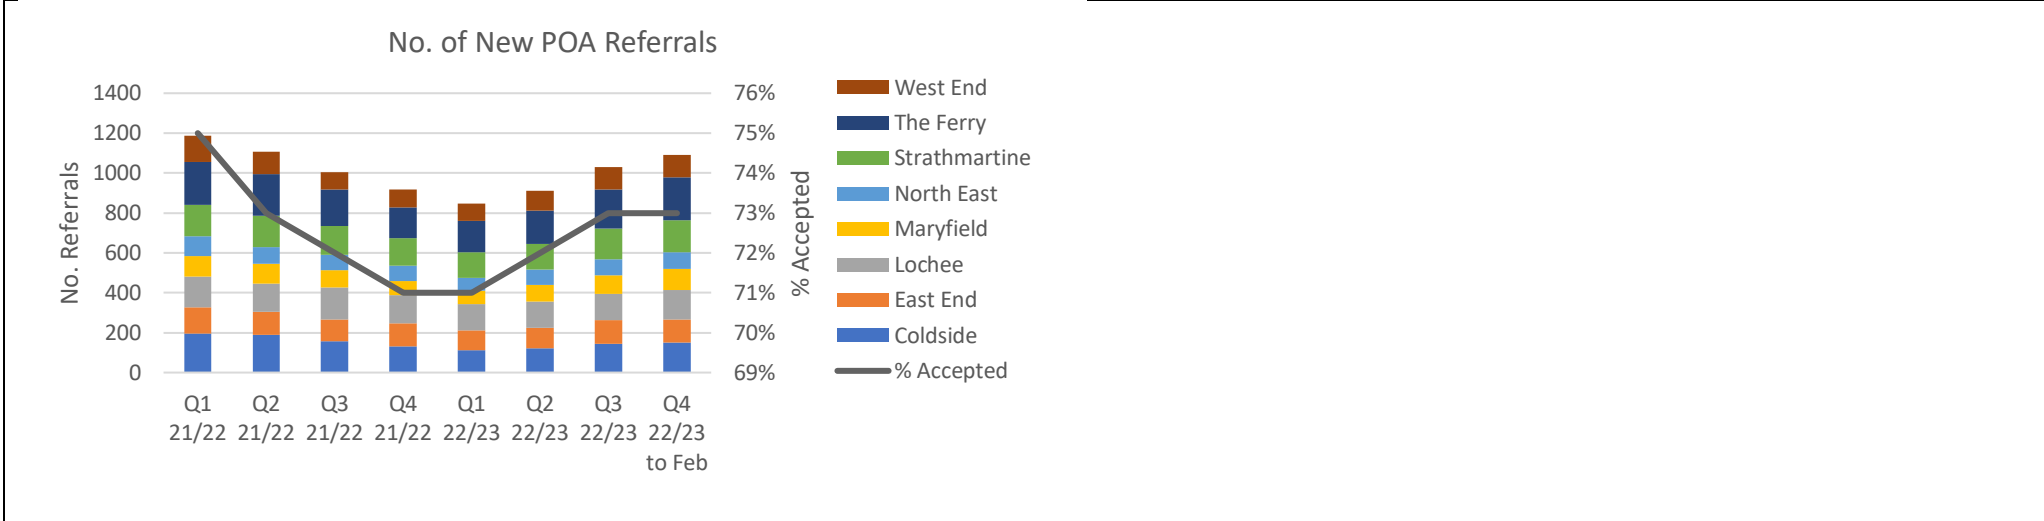 No. of New POA Referrals
1400
1200
1000
800
600
400
200
0
No. Referrals
76%
75%
74%
73%
72%
71%
70%
69%
% Accepted
Q1 Q2 Q3 Q4 Q1 Q2 Q3 Q4
21/22 21/22 21/22 21/22 22/23 22/23 22/23 22/23
to Feb
West End
The Ferry
Strathmartine
North East
Maryfield
Lochee
East End
Coldside
% Accepted